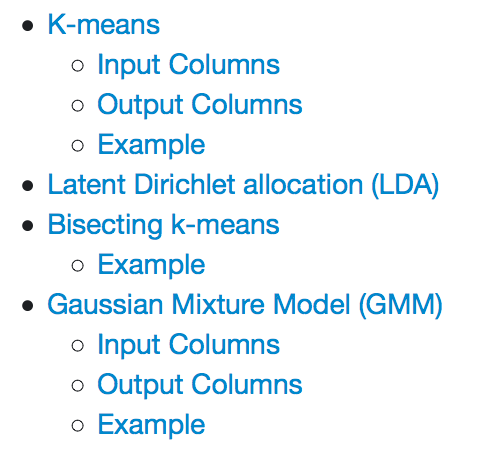 K-means
Input Columns
Output Columns
Example
Latent Dirichlet allocation (LDA)
Bisecting k-means
Example
Gaussian Mixture Model (GMM)
Input Columns
Output Columns
Example